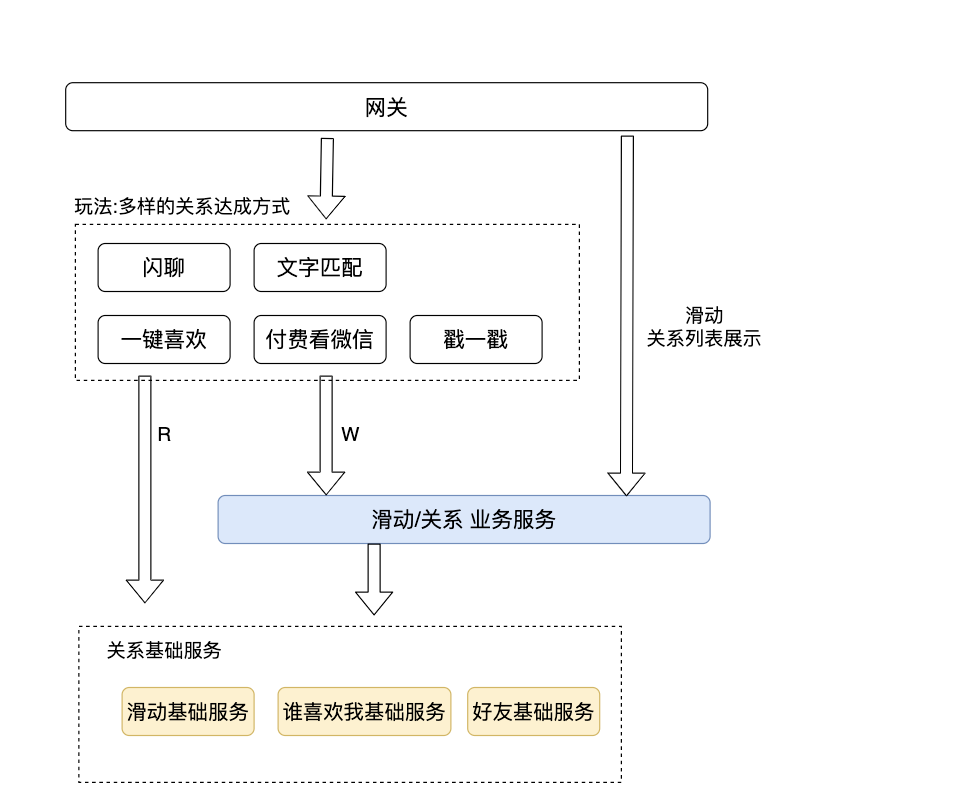 网关
玩法:多样的关系达成方式
闪聊
文字匹配
一键喜欢
付费看微信
戳一戳
滑动
关系列表展示
R
W
滑动/关系 业务服务
关系基础服务
滑动基础服务
谁喜欢我基础服务
好友基础服务